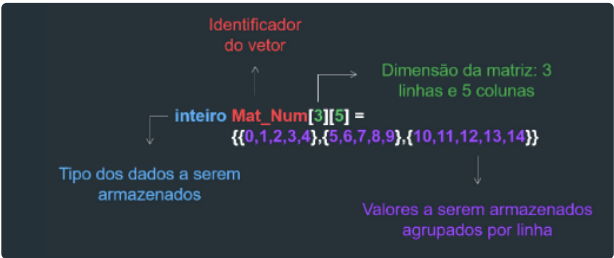 Identificador
do vetor
Dimensão da matriz: 3
linhas e 5 colunas
inteiro Mat_Num[3][5] =
{{0,1,2,3,4},{5,6,7,8,9},{10,11,12,13,14}}
Tipo dos dados a serem
armazenados
Valores a serem armazenados
agrupados por linha